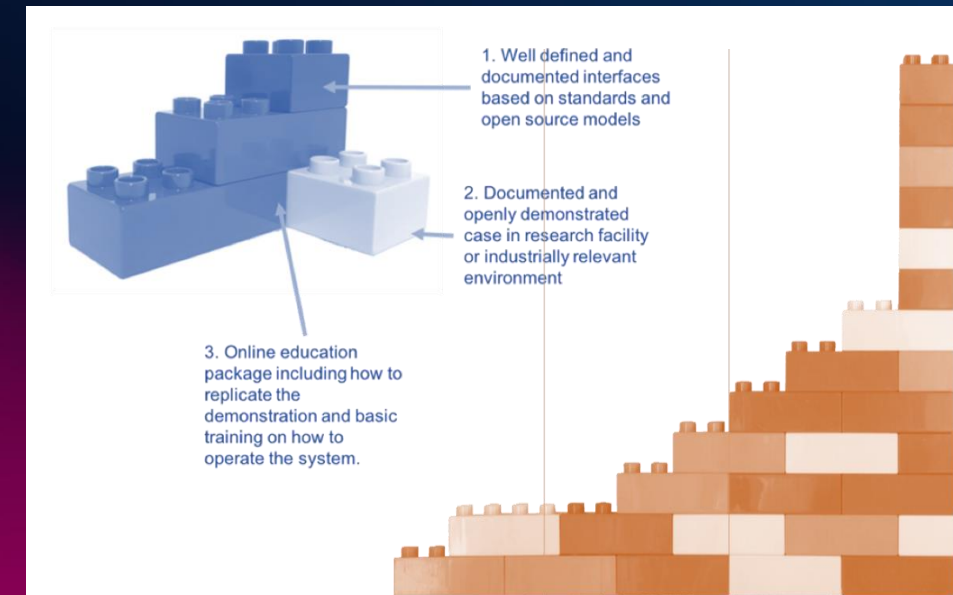 1. Well defined and
documented interfaces
based on standards and
open source models
2. Documented and
openly demonstrated
case in research facility
or industrially relevant
environment
3. Online education
package including how to
replicate the
demonstration and basic
training on how to
operate the system.